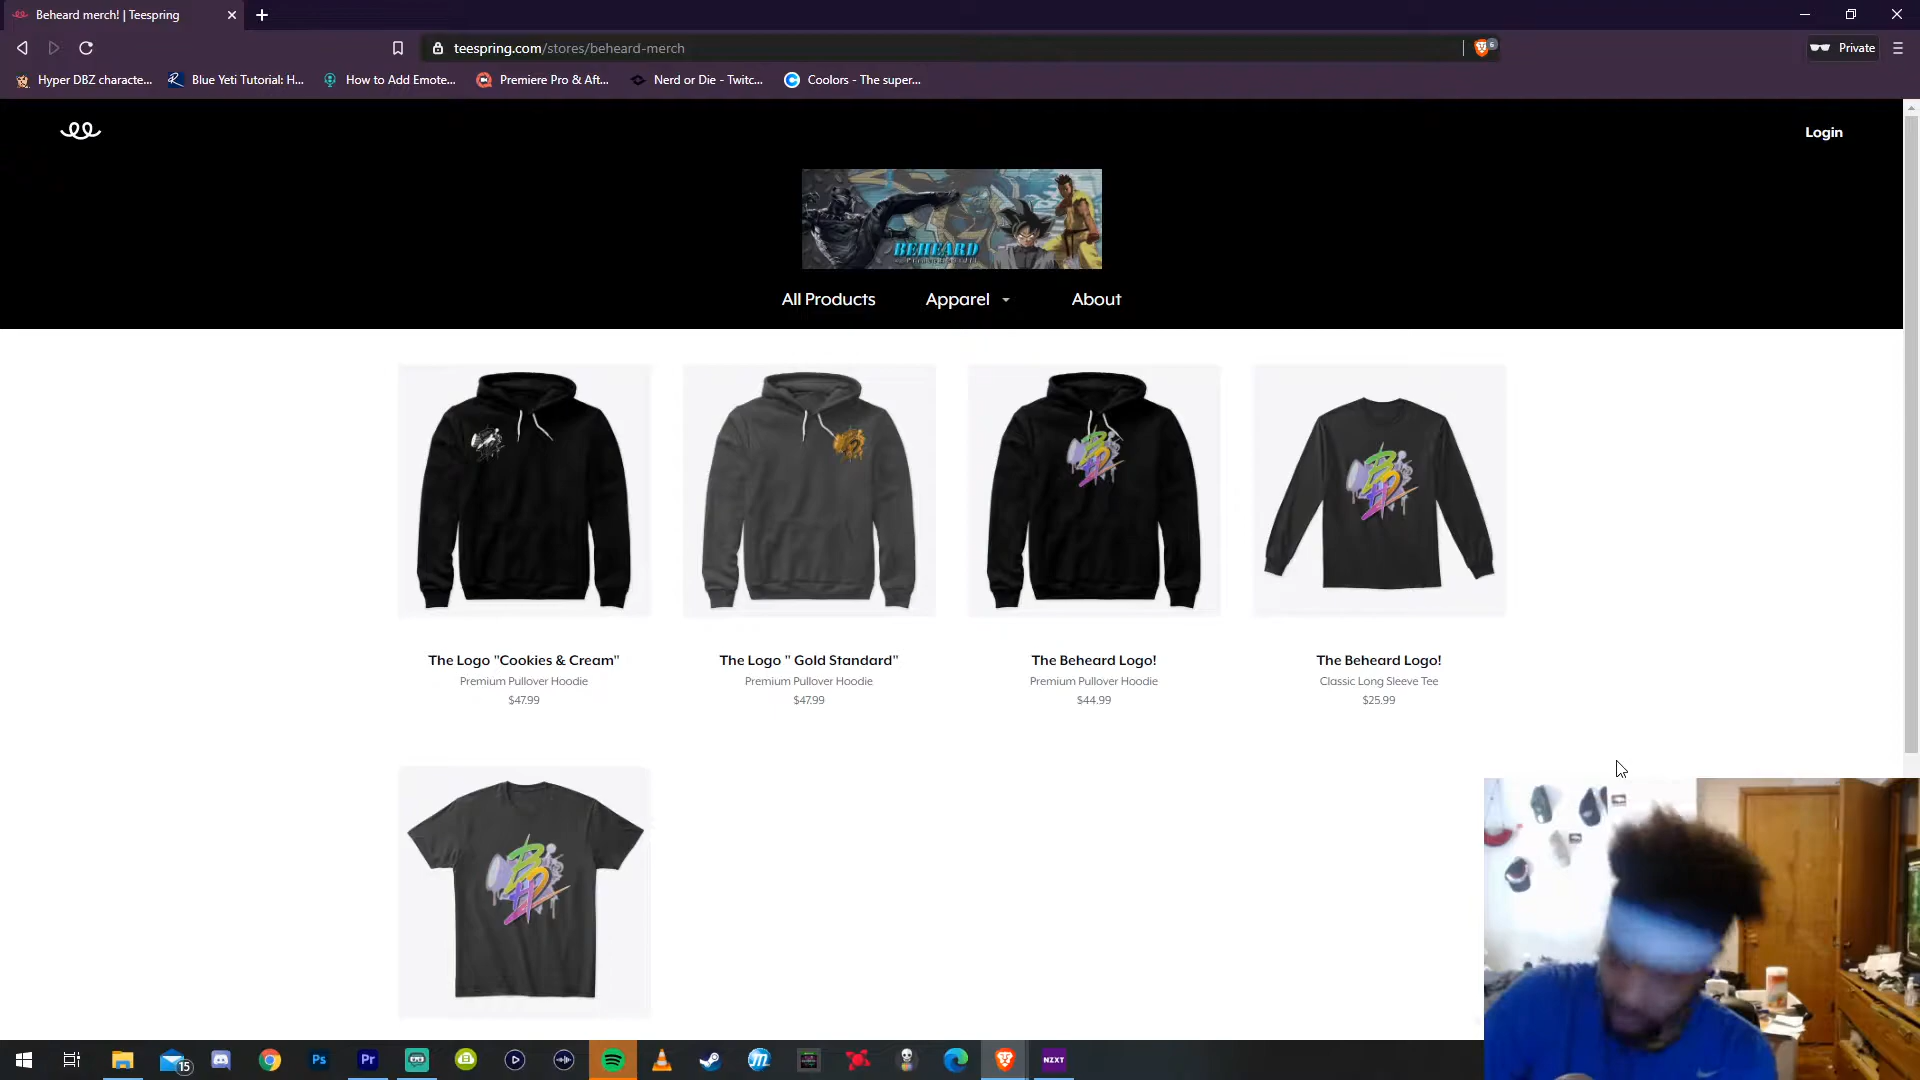 Beheard merch! | Teespring
teespring.com/stores/beheard-merch
6
Private
Hyper DBZ characte...
Blue Yeti Tutorial: H...
How to Add Emote...
Premiere Pro & Aft...
Nerd or Die - Twitc...
Coolors - The super...
Login
BEHEARD
All Products
Apparel
About
The Logo "Cookies & Cream"
Premium Pullover Hoodie
$47.99
The Logo " Gold Standard"
Premium Pullover Hoodie
$47.99
The Beheard Logo!
Premium Pullover Hoodie
$44.99
The Beheard Logo!
Classic Long Sleeve Tee
$25.99
15
Ps
Pr
NZXT